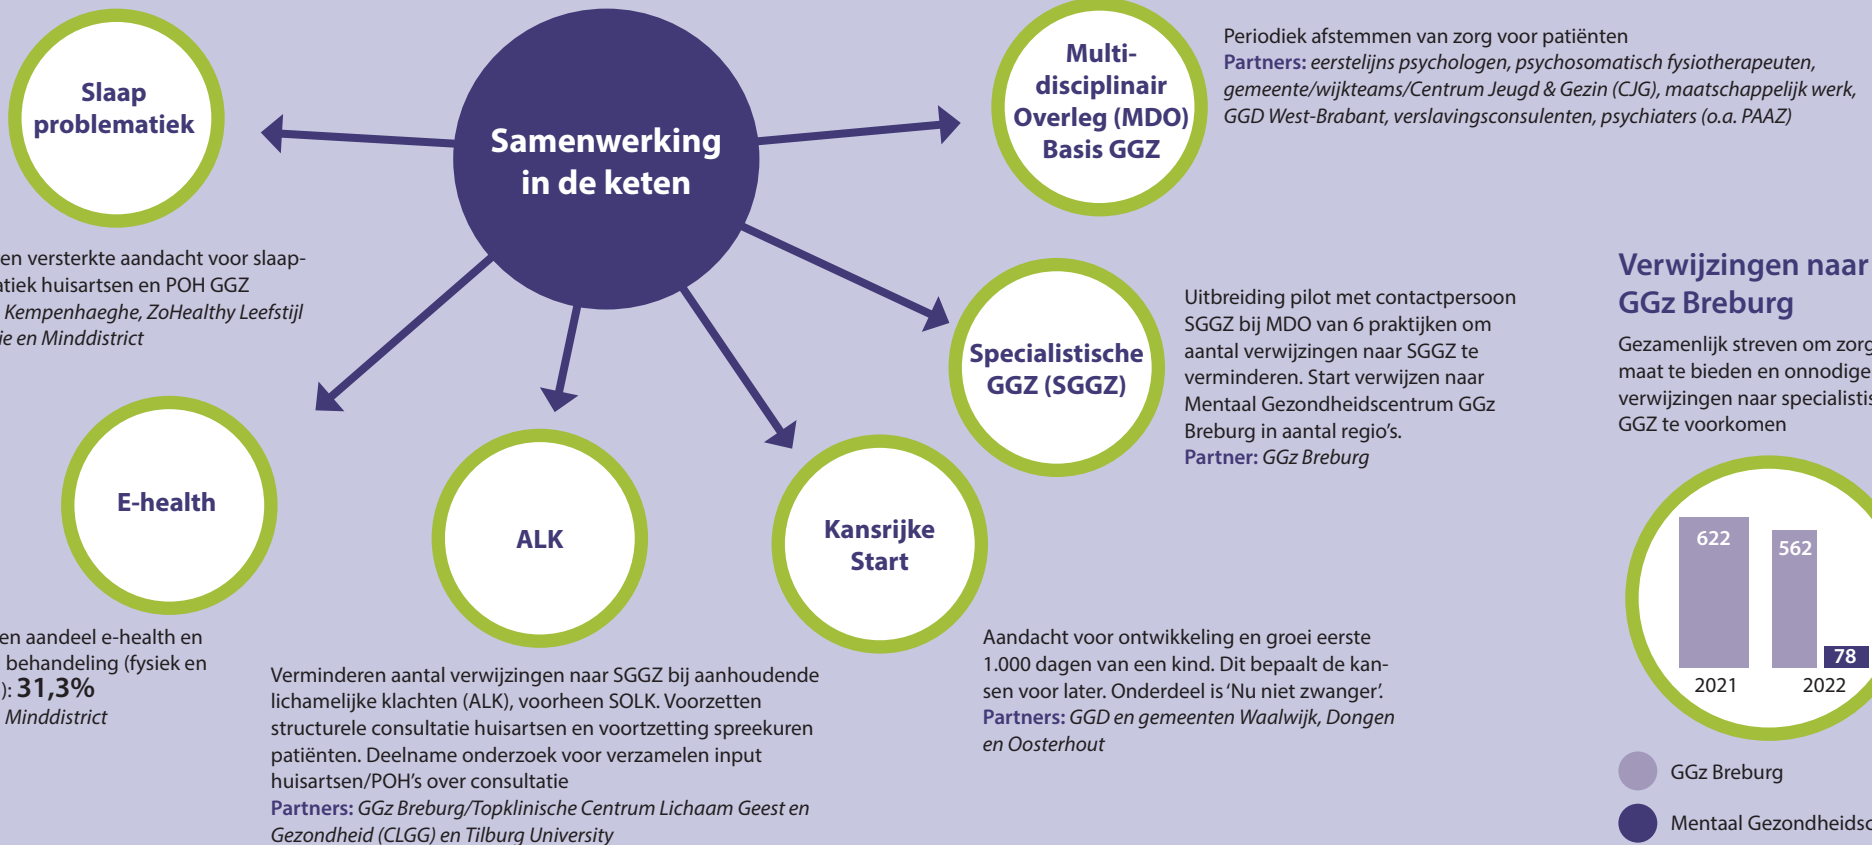 Samenwerking
in de keten
Slaap
problematiek
en versterkte aandacht voor slaap-
atiek huisartsen en POH GGZ
Kempenhaeghe, ZoHealthy Leefstijl
ie en Minddistrict
E-health
en aandeel e-health en
behandeling (fysiek en
): 31,3%
Minddistrict
ALK
Verminderen aantal verwijzingen naar SGGZ bij aanhoudende
lichamelijke klachten (ALK), voorheen SOLK. Voorzetten
structurele consultatie huisartsen en voortzetting spreekuren
patiënten. Deelname onderzoek voor verzamelen input
huisartsen/POH's over consultatie
Partners: GGz Breburg/Topklinische Centrum Lichaam Geest en
Gezondheid (CLGG) en Tilburg University
Kansrijke
Start
Aandacht voor ontwikkeling en groei eerste
1.000 dagen van een kind. Dit bepaalt de kan-
sen voor later. Onderdeel is 'Nu niet zwanger'.
Partners: GGD en gemeenten Waalwijk, Dongen
en Oosterhout
Specialistische
GGZ (SGGZ)
Uitbreiding pilot met contactpersoon
SGGZ bij MDO van 6 praktijken om
aantal verwijzingen naar SGGZ te
verminderen. Start verwijzen naar
Mentaal Gezondheidscentrum GGz
Breburg in aantal regio's.
Partner: GGz Breburg
Multi-
disciplinair
Overleg (MDO)
Basis GGZ
Periodiek afstemmen van zorg voor patiënten
Partners: eerstelijns psychologen, psychosomatisch fysiotherapeuten,
gemeente/wijkteams/Centrum Jeugd & Gezin (CJG), maatschappelijk werk,
GGD West-Brabant, verslavingsconsulenten, psychiaters (o.a. PAAZ)
Verwijzingen naar
GGz Breburg
Gezamenlijk streven om zorg
maat te bieden en onnodige
verwijzingen naar specialistis
GGZ te voorkomen
622
562
78
2021
2022
GGz Breburg
Mentaal Gezondheidsc